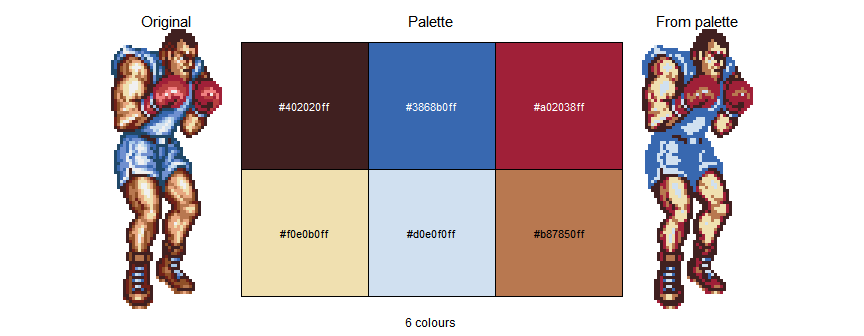 Original
Palette
From palette
#402020ff
#3868b0ff
#a02038ff
#f0e0b0ff
#d0e0f0ff
#b87850ff
6 colours